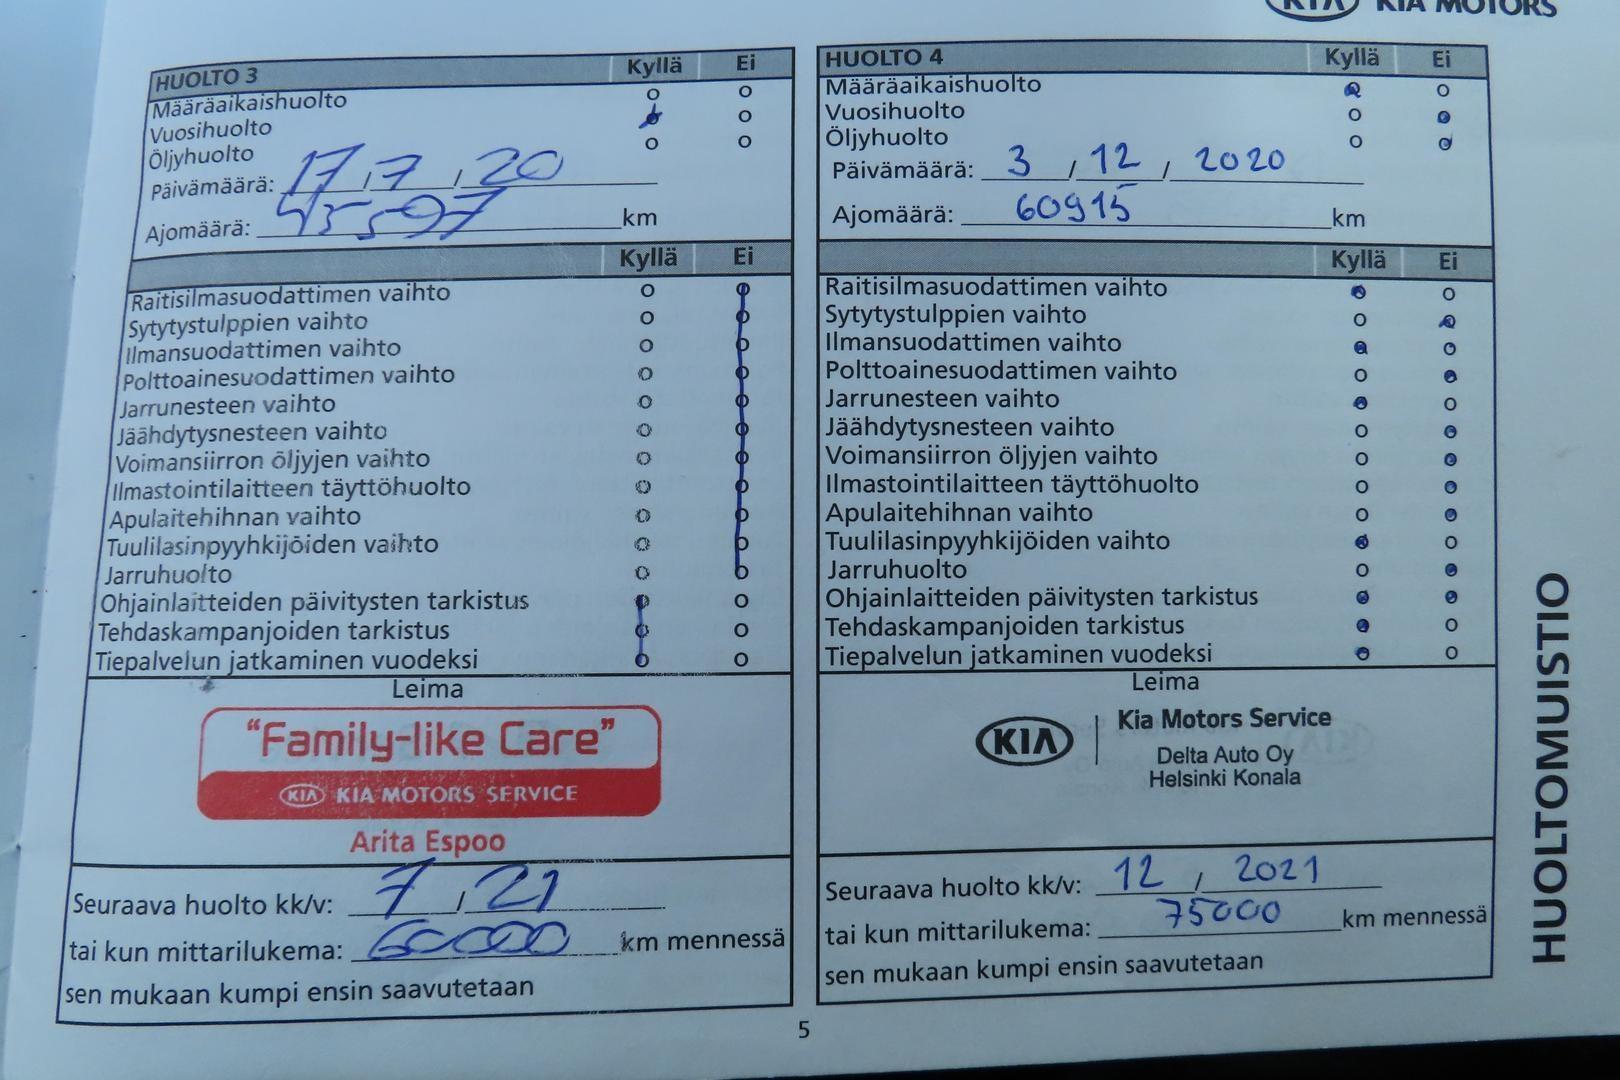 KIA KIA MOTORS
HUOLTO 3 Kyllä Ei
Määräaikaishuolto
Vuosihuolto
Öljyhuolto
Päivämäärä: 17 / 7 / 20
Ajomäärä: 45597 km
Kyllä Ei
Raitisilmasuodattimen vaihto
Sytytystulppien vaihto
Ilmansuodattimen vaihto
Polttoainesuodattimen vaihto
Jarrunesteen vaihto
Jäähdytysnesteen vaihto
Voimansiirron öljyjen vaihto
Ilmastointilaitteen täyttöhuolto
Apulaitehihnan vaihto
Tuulilasinpyyhkijöiden vaihto
Jarruhuolto
Ohjainlaitteiden päivitysten tarkistus
Tehdaskampanjoiden tarkistus
Tiepalvelun jatkaminen vuodeksi
Leima
"Family-like Care"
KIA KIA MOTORS SERVICE
Arita Espoo
Seuraava huolto kk/v: 7 / 21
tai kun mittarilukema: 60000 km mennessä
sen mukaan kumpi ensin saavutetaan
HUOLTO 4 Kyllä Ei
Määräaikaishuolto
Vuosihuolto
Öljyhuolto
Päivämäärä: 3 / 12 / 2020
Ajomäärä: 60915 km
Kyllä Ei
Raitisilmasuodattimen vaihto
Sytytystulppien vaihto
Ilmansuodattimen vaihto
Polttoainesuodattimen vaihto
Jarrunesteen vaihto
Jäähdytysnesteen vaihto
Voimansiirron öljyjen vaihto
Ilmastointilaitteen täyttöhuolto
Apulaitehihnan vaihto
Tuulilasinpyyhkijöiden vaihto
Jarruhuolto
Ohjainlaitteiden päivitysten tarkistus
Tehdaskampanjoiden tarkistus
Tiepalvelun jatkaminen vuodeksi
Leima
KIA Kia Motors Service
Delta Auto Oy
Helsinki Konala
Seuraava huolto kk/v: 12 / 2021
tai kun mittarilukema: 75000 km mennessä
sen mukaan kumpi ensin saavutetaan
5
HUOLTOMUISTIO